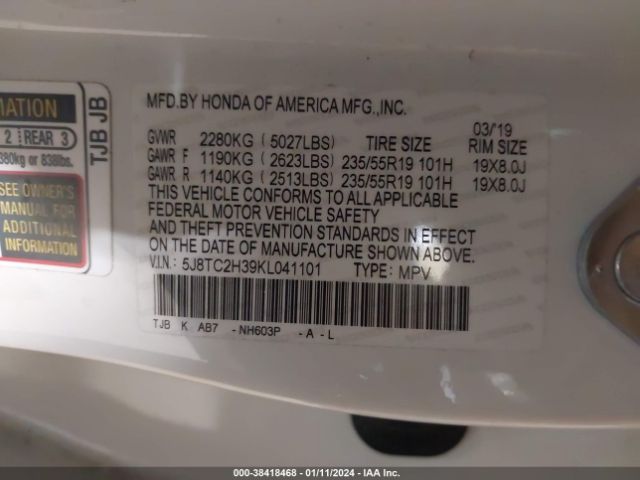 MATION
2 REAR 3
380kg or 838lbs.
SEE OWNER'S
MANUAL FOR
ADDITIONAL
INFORMATION
TJB JB
MFD.BY HONDA OF AMERICA MFG.,INC.
03/'19
GVWR 2280KG ( 5027LBS) TIRE SIZE RIM SIZE
GAWR F 1190KG ( 2623LBS) 235/55R19 101H 19X8.0J
GAWR R 1140KG ( 2513LBS) 235/55R19 101H 19X8.0J
THIS VEHICLE CONFORMS TO ALL APPLICABLE
FEDERAL MOTOR VEHICLE SAFETY
AND THEFT PREVENTION STANDARDS IN EFFECT
ON THE DATE OF MANUFACTURE SHOWN ABOVE.
V.I.N.: 5J8TC2H39KL041101 TYPE: MPV
TJB K AB7 -NH603P -A-L
000-38418468 - 01/11/2024 - IAA Inc.